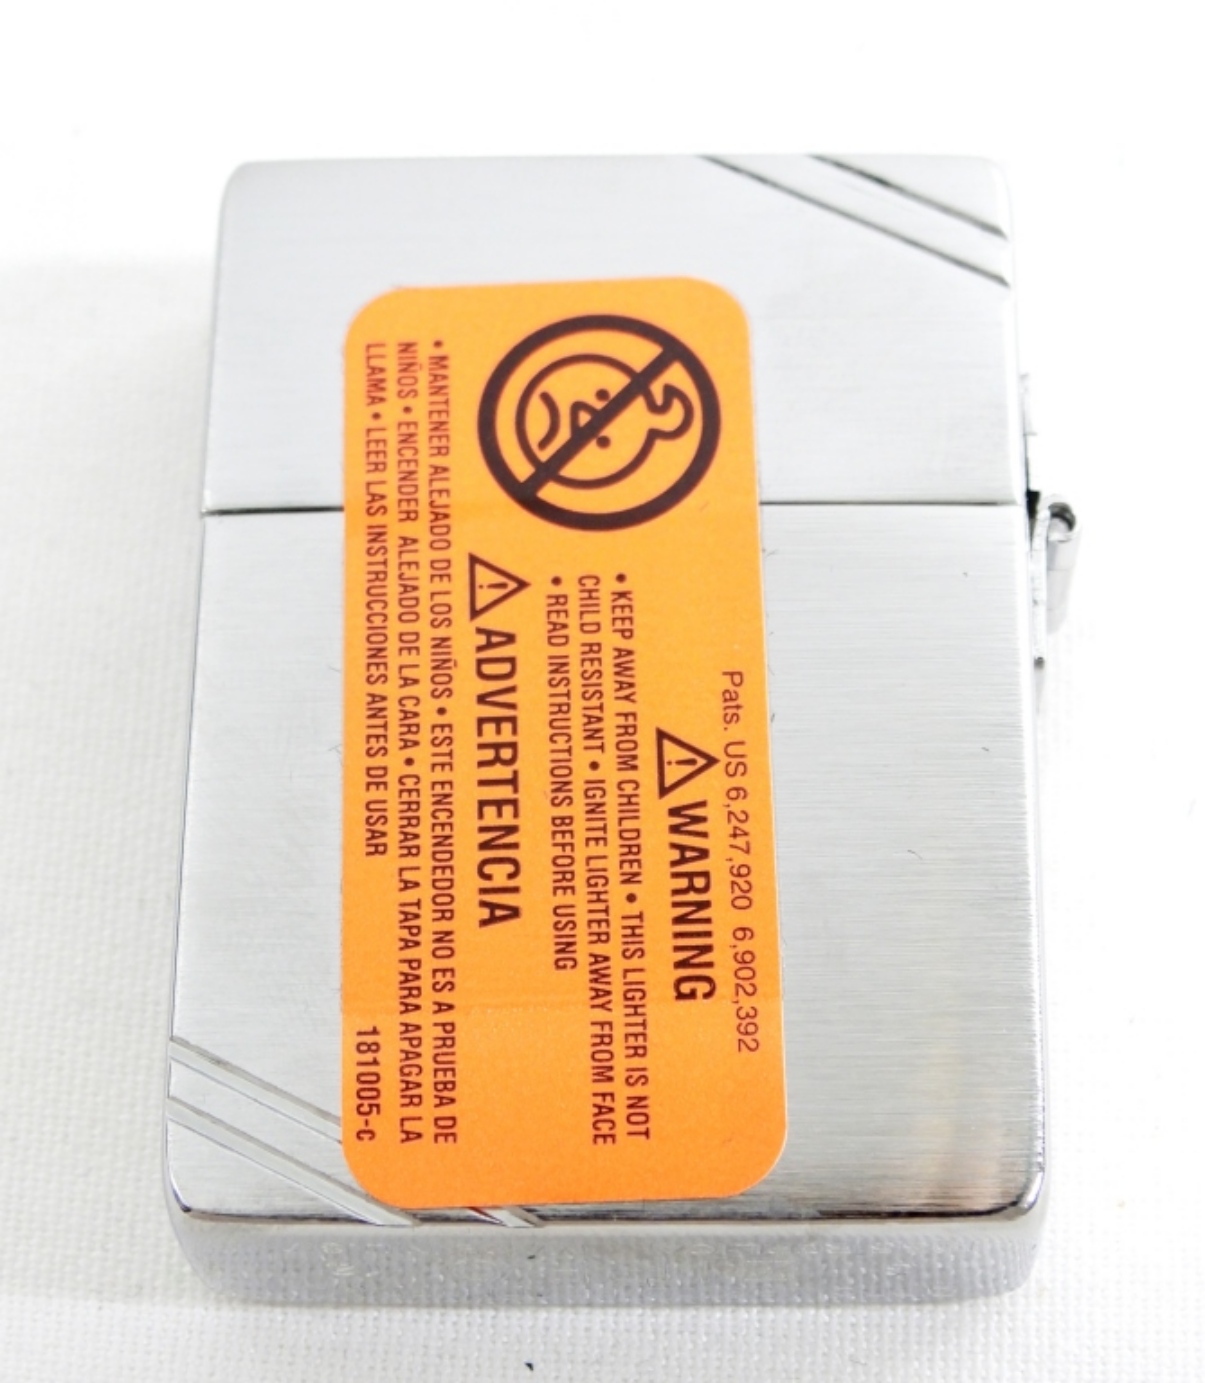 Pats. US 6,247,920 6,902,392
WARNING
• KEEP AWAY FROM CHILDREN • THIS LIGHTER IS NOT
CHILD RESISTANT • IGNITE LIGHTER AWAY FROM FACE
• READ INSTRUCTIONS BEFORE USING
ADVERTENCIA
• MANTENER ALEJADO DE LOS NIÑOS • ESTE ENCENDEDOR NO ES A PRUEBA DE
NIÑOS • ENCENDER ALEJADO DE LA CARA • CERRAR LA TAPA PARA APAGAR LA
LLAMA • LEER LAS INSTRUCCIONES ANTES DE USAR
181005-c